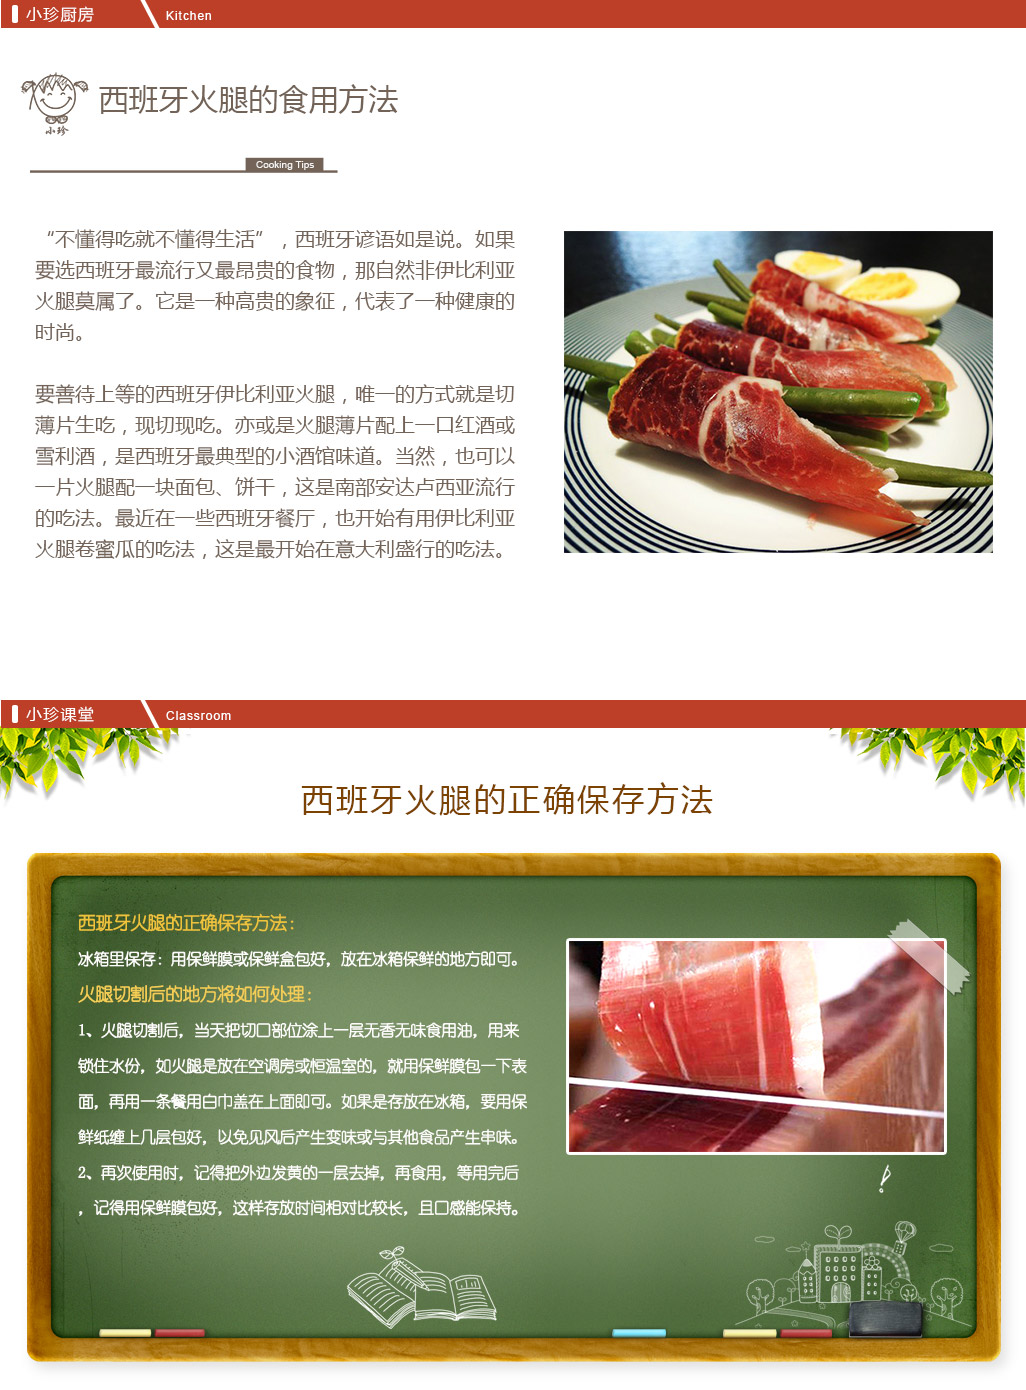 小珍厨房
Kitchen
西班牙火腿的食用方法
小珍
Cooking Tips
“不懂得吃就不懂得生活”，西班牙谚语如是说。如果
要选西班牙最流行又最昂贵的食物，那自然非伊比利亚
火腿莫属了。它是一种高贵的象征，代表了一种健康的
时尚。
要善待上等的西班牙伊比利亚火腿，唯一的方式就是切
薄片生吃，现切现吃。亦或是火腿薄片配上一口红酒或
雪利酒，是西班牙最典型的小酒馆味道。当然，也可以
一片火腿配一块面包、饼干，这是南部安达卢西亚流行
的吃法。最近在一些西班牙餐厅，也开始有用伊比利亚
火腿卷蜜瓜的吃法，这是最开始在意大利盛行的吃法。
小珍课堂
Classroom
西班牙火腿的正确保存方法
西班牙火腿的正确保存方法：
冰箱里保存：用保鲜膜或保鲜盒包好，放在冰箱保鲜的地方即可。
火腿切割后的地方将如何处理：
1、火腿切割后，当天把切口部位涂上一层无香无味食用油，用来
锁住水份，如火腿是放在空调房或恒温室的，就用保鲜膜包一下表
面，再用一条餐用白巾盖在上面即可。如果是存放在冰箱，要用保
鲜纸缠上几层包好，以免见风后产生变味或与其他食品产生串味。
2、再次使用时，记得把外边发黄的一层去掉，再食用，等用完后
，记得用保鲜膜包好，这样存放时间相对比较长，且口感能保持。